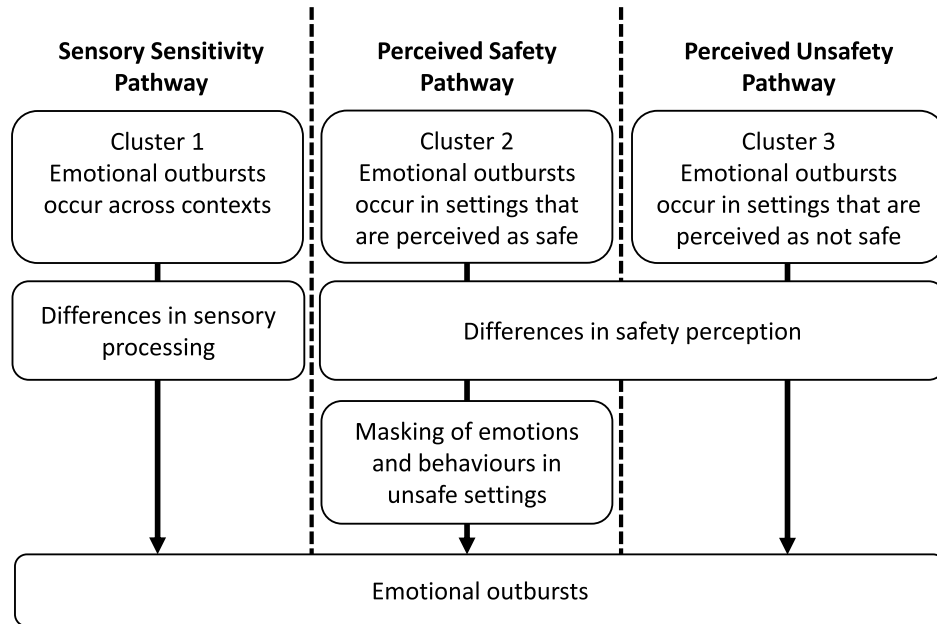 Sensory Sensitivity
Pathway
Perceived Safety
Pathway
Perceived Unsafety
Pathway
Cluster 1
Emotional outbursts
occur across contexts
Cluster 2
Emotional outbursts
occur in settings that
are perceived as safe
Cluster 3
Emotional outbursts
occur in settings that are
perceived as not safe
Differences in sensory
processing
Differences in safety perception
Masking of emotions
and behaviours in
unsafe settings
Emotional outbursts